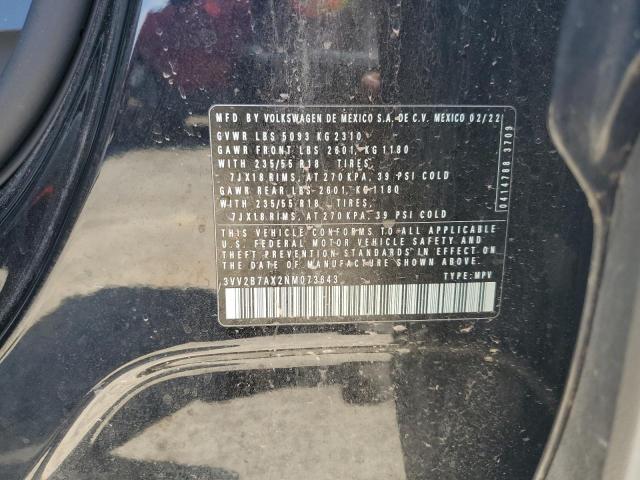 MFD BY VOLKSWAGEN DE MEXICO S.A. DE C.V. MEXICO 02/22
GVWR LBS 5093 KG 2310
GAWR FRONT LBS 2601, KG 1180
WITH 235/55 R18 TIRES,
7JX18 RIMS, AT 270 KPA, 39 PSI COLD
GAWR REAR LBS-2601, KG 1180
WITH 235/55 R18 - TIRES,
7JX18 RIMS, AT 270 KPA, 39 PSI COLD
THIS VEHICLE CONFORMS TO ALL APPLICABLE
U.S. FEDERAL MOTOR VEHICLE SAFETY AND
THEFT PREVENTION STANDARDS IN EFFECT ON
THE DATE OF MANUFACTURE SHOWN ABOVE.
3VV2B7AX2NM073643 TYPE: MPV
0414788 3709